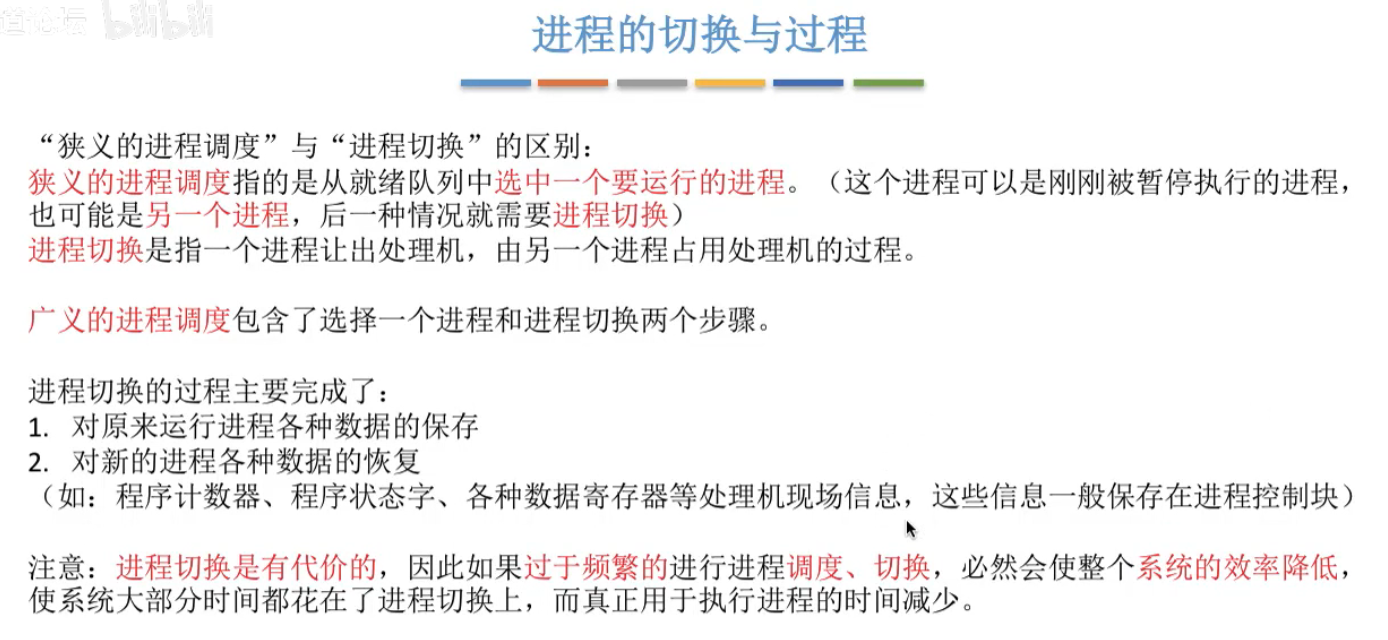 道论坛 bilibili
进程的切换与过程
“狭义的进程调度”与“进程切换”的区别：
狭义的进程调度指的是从就绪队列中选中一个要运行的进程。（这个进程可以是刚刚被暂停执行的进程，
也可能是另一个进程，后一种情况就需要进程切换）
进程切换是指一个进程让出处理机，由另一个进程占用处理机的过程。
广义的进程调度包含了选择一个进程和进程切换两个步骤。
进程切换的过程主要完成了：
1. 对原来运行进程各种数据的保存
2. 对新的进程各种数据的恢复
（如：程序计数器、程序状态字、各种数据寄存器等处理机现场信息，这些信息一般保存在进程控制块）
注意：进程切换是有代价的，因此如果过于频繁的进行进程调度、切换，必然会使整个系统的效率降低，
使系统大部分时间都花在了进程切换上，而真正用于执行进程的时间减少。